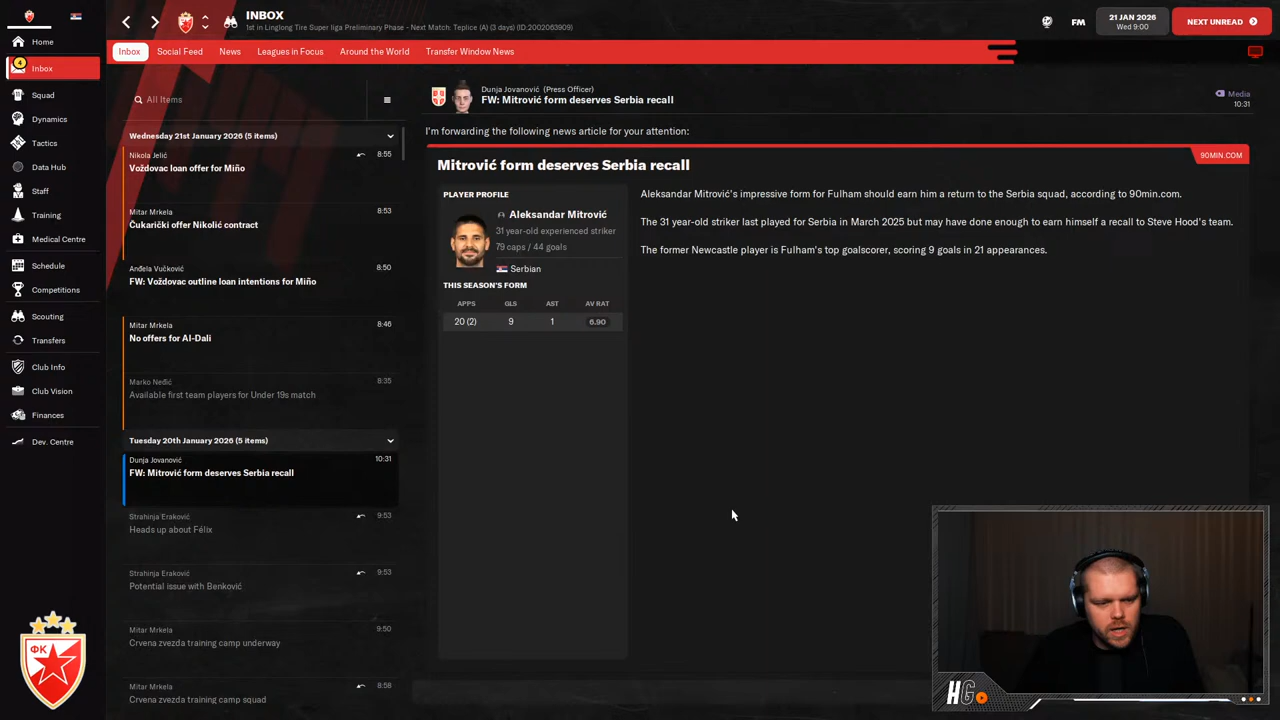 INBOX
1st in Linglong Tire Super liga Preliminary Phase - Next Match: Teplice (A) (3 days) (ID:2002063909)
FM
21 JAN 2026
Wed 9:00
NEXT UNREAD
Home
4
Inbox
Squad
Dynamics
Tactics
Data Hub
Staff
Training
Medical Centre
Schedule
Competitions
Scouting
Transfers
Club Info
Club Vision
Finances
Dev. Centre
ФК
Inbox
Social Feed
News
Leagues in Focus
Around the World
Transfer Window News
All Items
Wednesday 21st January 2026 (5 items)
Nikola Jelić 8:55
Voždovac loan offer for Miño
Mitar Mrkela 8:53
Čukarički offer Nikolić contract
Anđela Vučković 8:50
FW: Voždovac outline loan intentions for Miño
Mitar Mrkela 8:46
No offers for Al-Dali
Marko Neđić 8:35
Available first team players for Under 19s match
Tuesday 20th January 2026 (5 items)
Dunja Jovanović 10:31
FW: Mitrović form deserves Serbia recall
Strahinja Eraković 9:53
Heads up about Félix
Strahinja Eraković 9:53
Potential issue with Benković
Mitar Mrkela 9:50
Crvena zvezda training camp underway
Mitar Mrkela 8:58
Crvena zvezda training camp squad
Dunja Jovanović (Press Officer)
FW: Mitrović form deserves Serbia recall
Media
10:31
I'm forwarding the following news article for your attention:
Mitrović form deserves Serbia recall
90MIN.COM
PLAYER PROFILE
Aleksandar Mitrović
31 year-old experienced striker
79 caps / 44 goals
Serbian
THIS SEASON'S FORM
APPS GLS AST AV RAT
20 (2) 9 1 6.90
Aleksandar Mitrović's impressive form for Fulham should earn him a return to the Serbia squad, according to 90min.com.
The 31 year-old striker last played for Serbia in March 2025 but may have done enough to earn himself a recall to Steve Hood's team.
The former Newcastle player is Fulham's top goalscorer, scoring 9 goals in 21 appearances.
HG